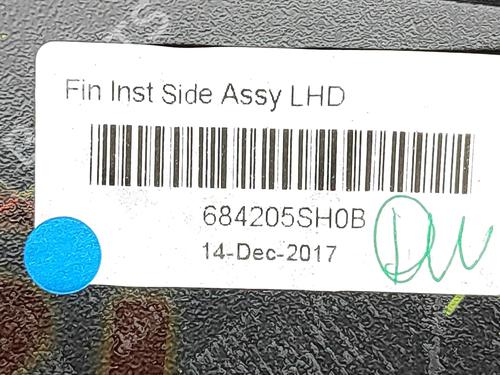 Fin Inst Side Assy LHD
684205SH0B
14-Dec-2017